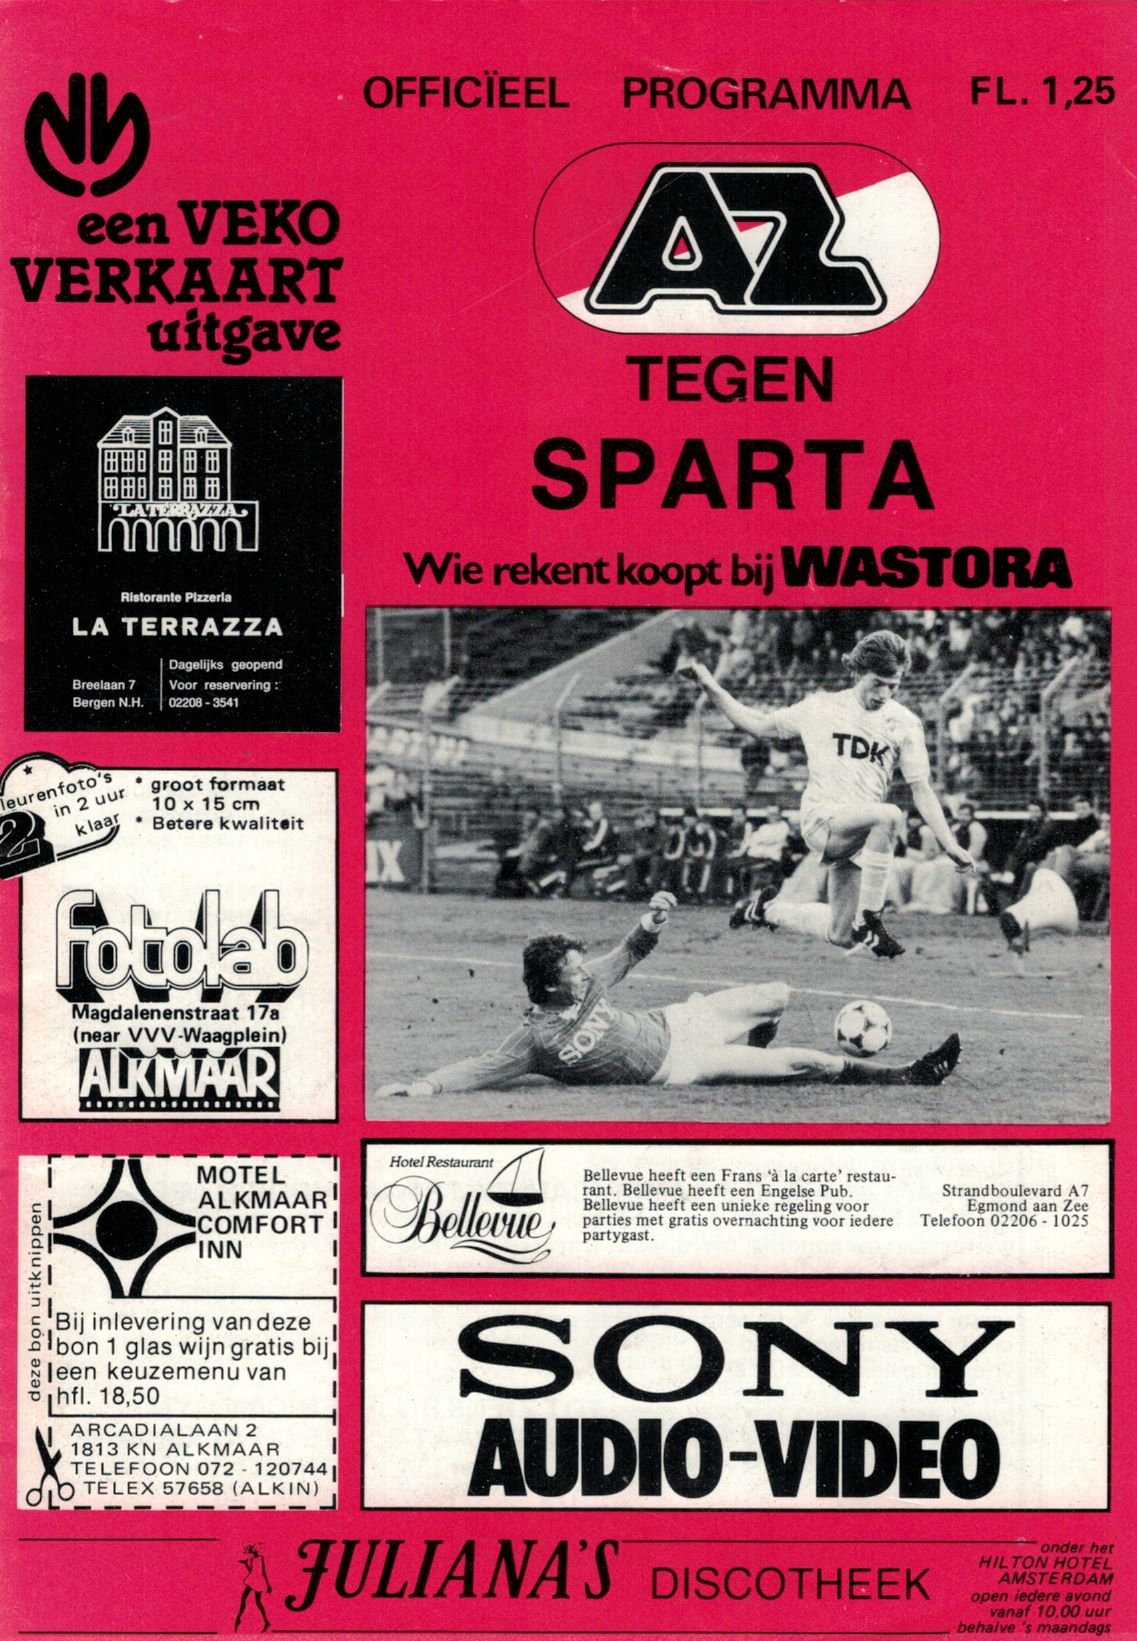 OFFICÏEEL PROGRAMMA FL. 1,25
AZ
TEGEN
SPARTA
Wie rekent koopt bij WASTORA
een VEKO
VERKAART
uitgave
LA TERRAZZA
Ristorante Pizzeria
LA TERRAZZA
Breelaan 7
Bergen N.H.
Dagelijks geopend
Voor reservering :
02208 - 3541
leurenfoto's
in 2 uur
klaar
2
* groot formaat
10 x 15 cm
* Betere kwaliteit
fotolab
Magdalenenstraat 17a
(near VVV-Waagplein)
ALKMAAR
TDK
SONY
IX
deze bon uitknippen
MOTEL
ALKMAAR
COMFORT
INN
Bij inlevering van deze
bon 1 glas wijn gratis bij
een keuzemenu van
hfl. 18,50
ARCADIALAAN 2
1813 KN ALKMAAR
TELEFOON 072 - 120744
TELEX 57658 (ALKIN)
Hotel Restaurant
Bellevue
Bellevue heeft een Frans 'à la carte' restau-
rant. Bellevue heeft een Engelse Pub.
Bellevue heeft een unieke regeling voor
parties met gratis overnachting voor iedere
partygast.
Strandboulevard A7
Egmond aan Zee
Telefoon 02206 - 1025
SONY
AUDIO-VIDEO
JULIANA'S DISCOTHEEK
onder het
HILTON HOTEL
AMSTERDAM
open iedere avond
vanaf 10.00 uur
behalve 's maandags